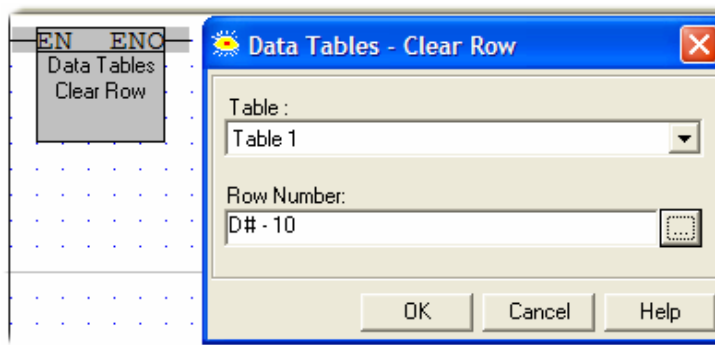 EN ENO
Data Tables
Clear Row
Data Tables - Clear Row
Table :
Table 1
Row Number:
D# - 10
...
OK Cancel Help